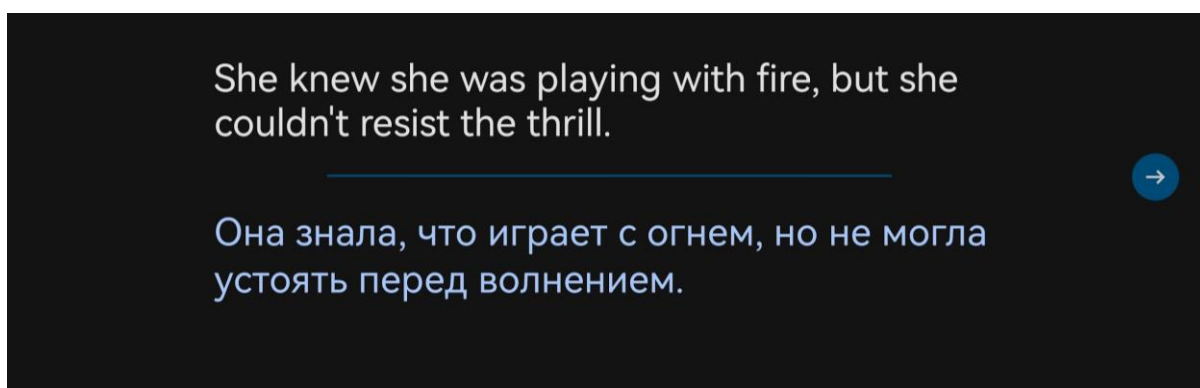 She knew she was playing with fire, but she
couldn't resist the thrill.
Она знала, что играет с огнем, но не могла
устоять перед волнением.